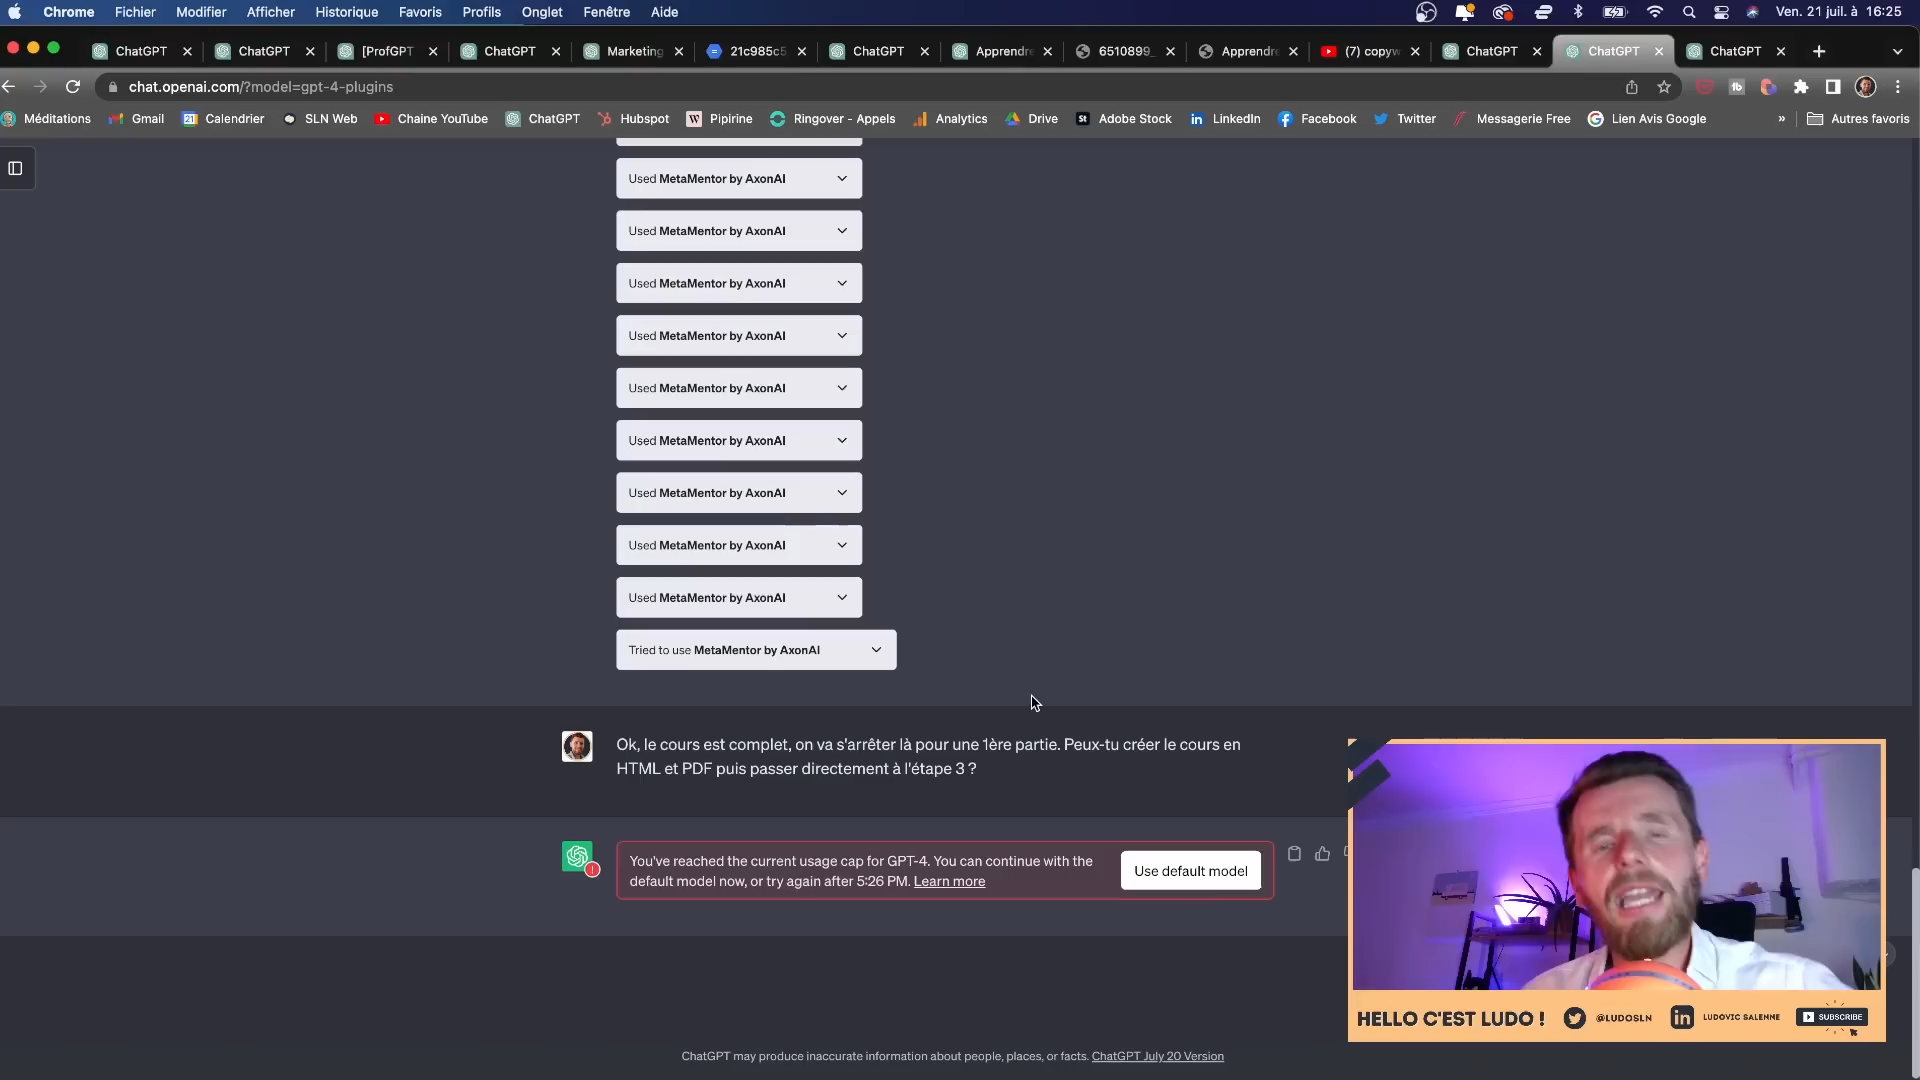 Chrome Fichier Modifier Afficher Historique Favoris Profils Onglet Fenêtre Aide Ven. 21 juil. à 16:25
ChatGPT ChatGPT [ProfGPT ChatGPT Marketing 21c985c5 ChatGPT Apprendre 6510899_ Apprendre (7) copyw ChatGPT ChatGPT ChatGPT
chat.openai.com/?model=gpt-4-plugins
Méditations Gmail Calendrier SLN Web Chaine YouTube ChatGPT Hubspot Pipirine Ringover - Appels Analytics Drive Adobe Stock LinkedIn Facebook Twitter Messagerie Free Lien Avis Google » Autres favoris
Used MetaMentor by AxonAI
Used MetaMentor by AxonAI
Used MetaMentor by AxonAI
Used MetaMentor by AxonAI
Used MetaMentor by AxonAI
Used MetaMentor by AxonAI
Used MetaMentor by AxonAI
Used MetaMentor by AxonAI
Used MetaMentor by AxonAI
Tried to use MetaMentor by AxonAI
Ok, le cours est complet, on va s'arrêter là pour une 1ère partie. Peux-tu créer le cours en
HTML et PDF puis passer directement à l'étape 3 ?
You've reached the current usage cap for GPT-4. You can continue with the
default model now, or try again after 5:26 PM. Learn more
Use default model
HELLO C'EST LUDO ! @LUDOSLN LUDOVIC SALENNE SUBSCRIBE
ChatGPT may produce inaccurate information about people, places, or facts. ChatGPT July 20 Version